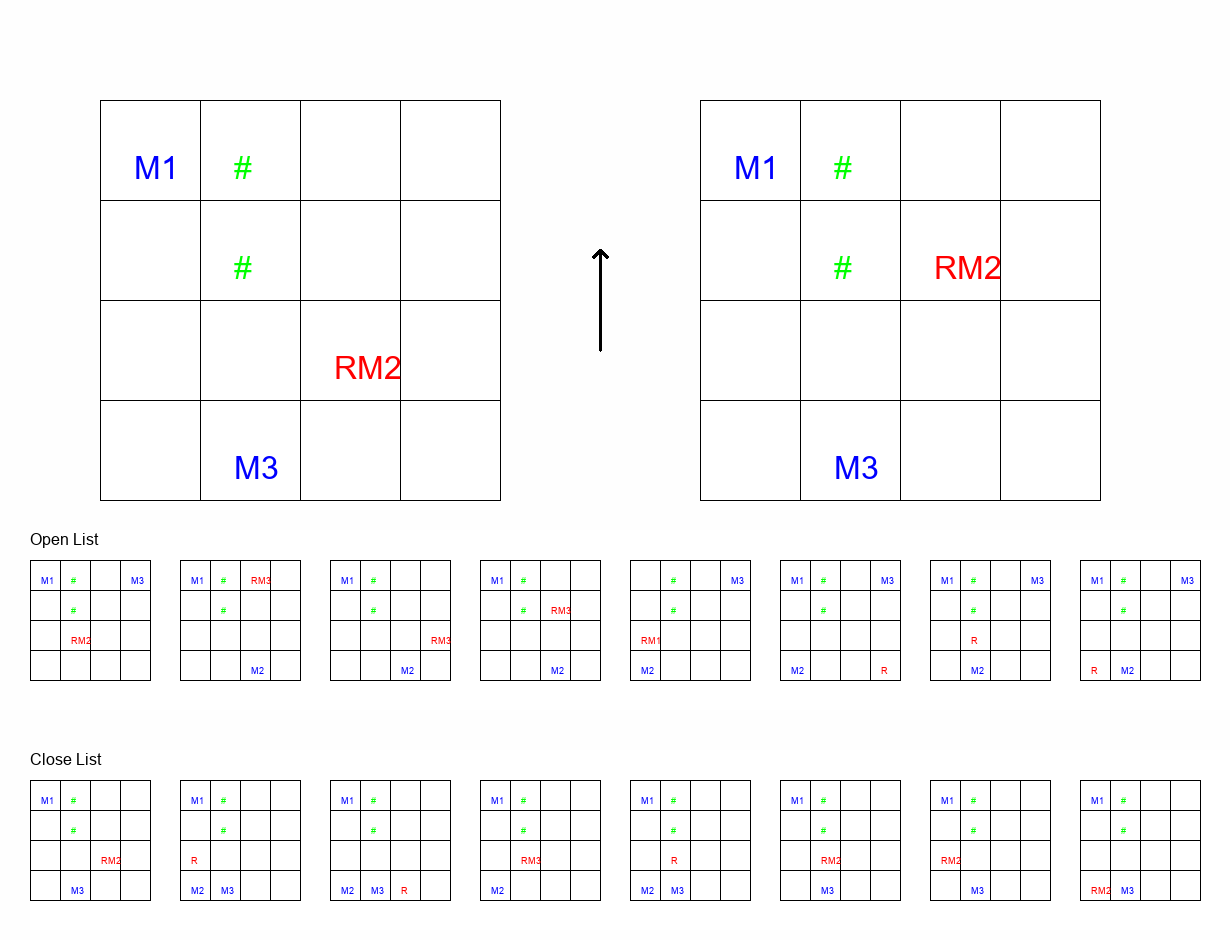 M1 # M1 #
# # RM2
RM2
M3 M3
Open List
M1 # M3 M1 # RM3 M1 # M1 # # M3 M1 # M3 M1 # M3 M1 # M3
# # # # RM3 # # # #
RM2 RM3 RM1 R
M2 M2 M2 M2 M2 R M2 R M2
Close List
M1 # M1 # M1 # M1 # M1 # M1 # M1 # M1 #
# # # # # # # #
RM2 R RM3 R RM2 RM2
M3 M2 M3 M2 M3 R M2 M2 M3 M3 M3 RM2 M3